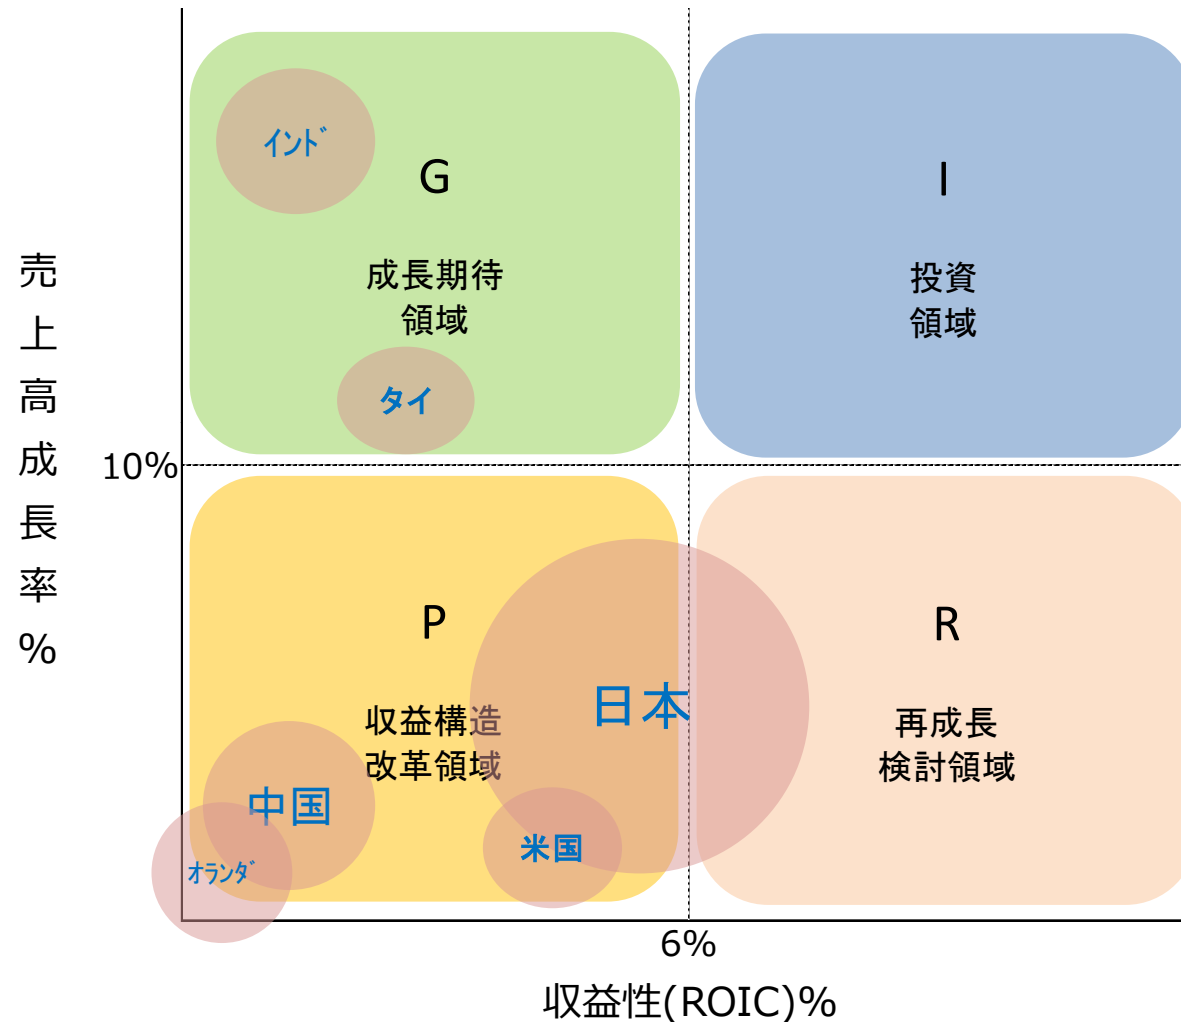 売上高成長率%
インド
G
成長期待
領域
タイ
I
投資
領域
10%
P
収益構造
改革領域
日本
中国
オランダ
米国
R
再成長
検討領域
6%
収益性(ROIC)%